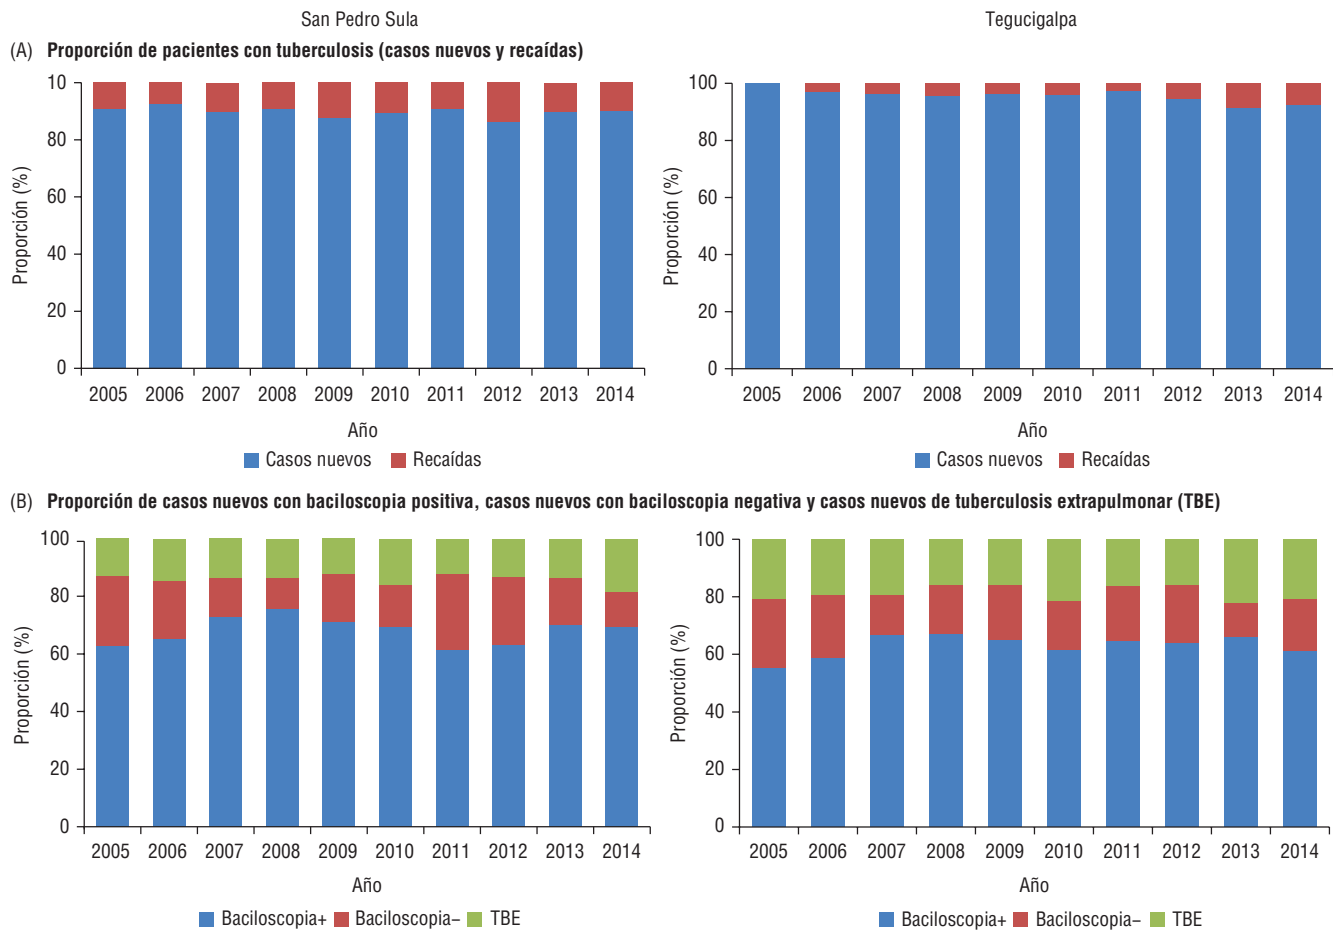 San Pedro Sula
Tegucigalpa
(A) Proporción de pacientes con tuberculosis (casos nuevos y recaídas)
Proporción (%)
10
80
60
40
20
0
2005 2006 2007 2008 2009 2010 2011 2012 2013 2014
Año
Casos nuevos Recaídas
Proporción (%)
100
80
60
40
20
0
2005 2006 2007 2008 2009 2010 2011 2012 2013 2014
Año
Casos nuevos Recaídas
(B) Proporción de casos nuevos con baciloscopia positiva, casos nuevos con baciloscopia negativa y casos nuevos de tuberculosis extrapulmonar (TBE)
Proporción (%)
100
80
60
40
20
0
2005 2006 2007 2008 2009 2010 2011 2012 2013 2014
Año
Baciloscopia+ Baciloscopia− TBE
Proporción (%)
100
80
60
40
20
0
2005 2006 2007 2008 2009 2010 2011 2012 2013 2014
Año
Baciloscopia+ Baciloscopia− TBE